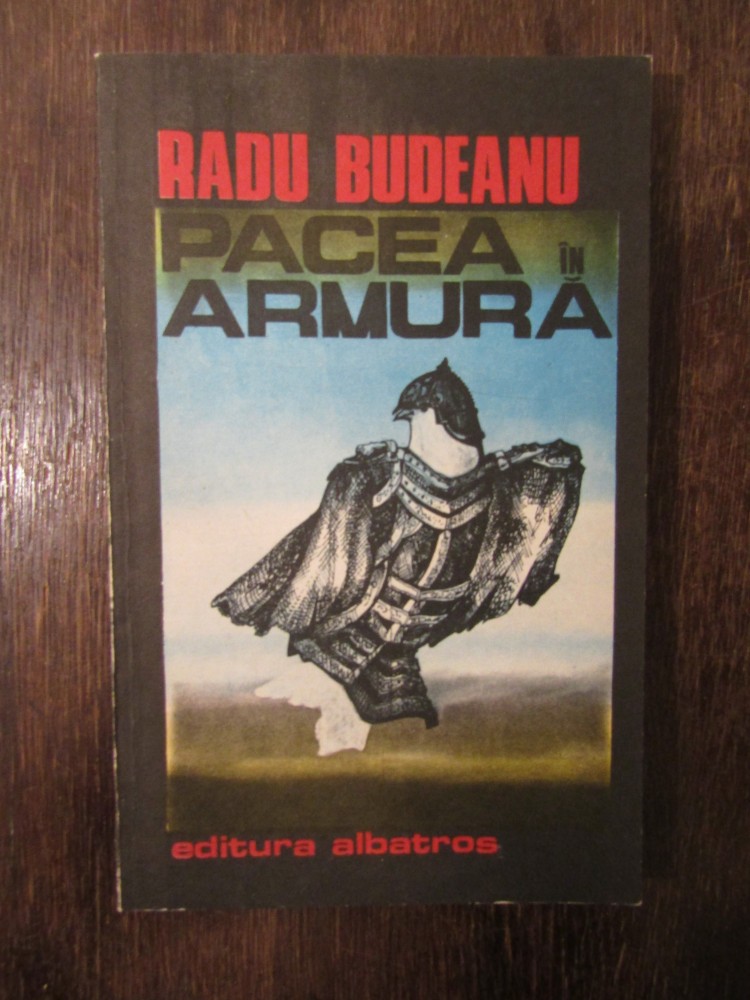 RADU BUDEANU
PACEA ÎN
ARMURĂ
editura albatros